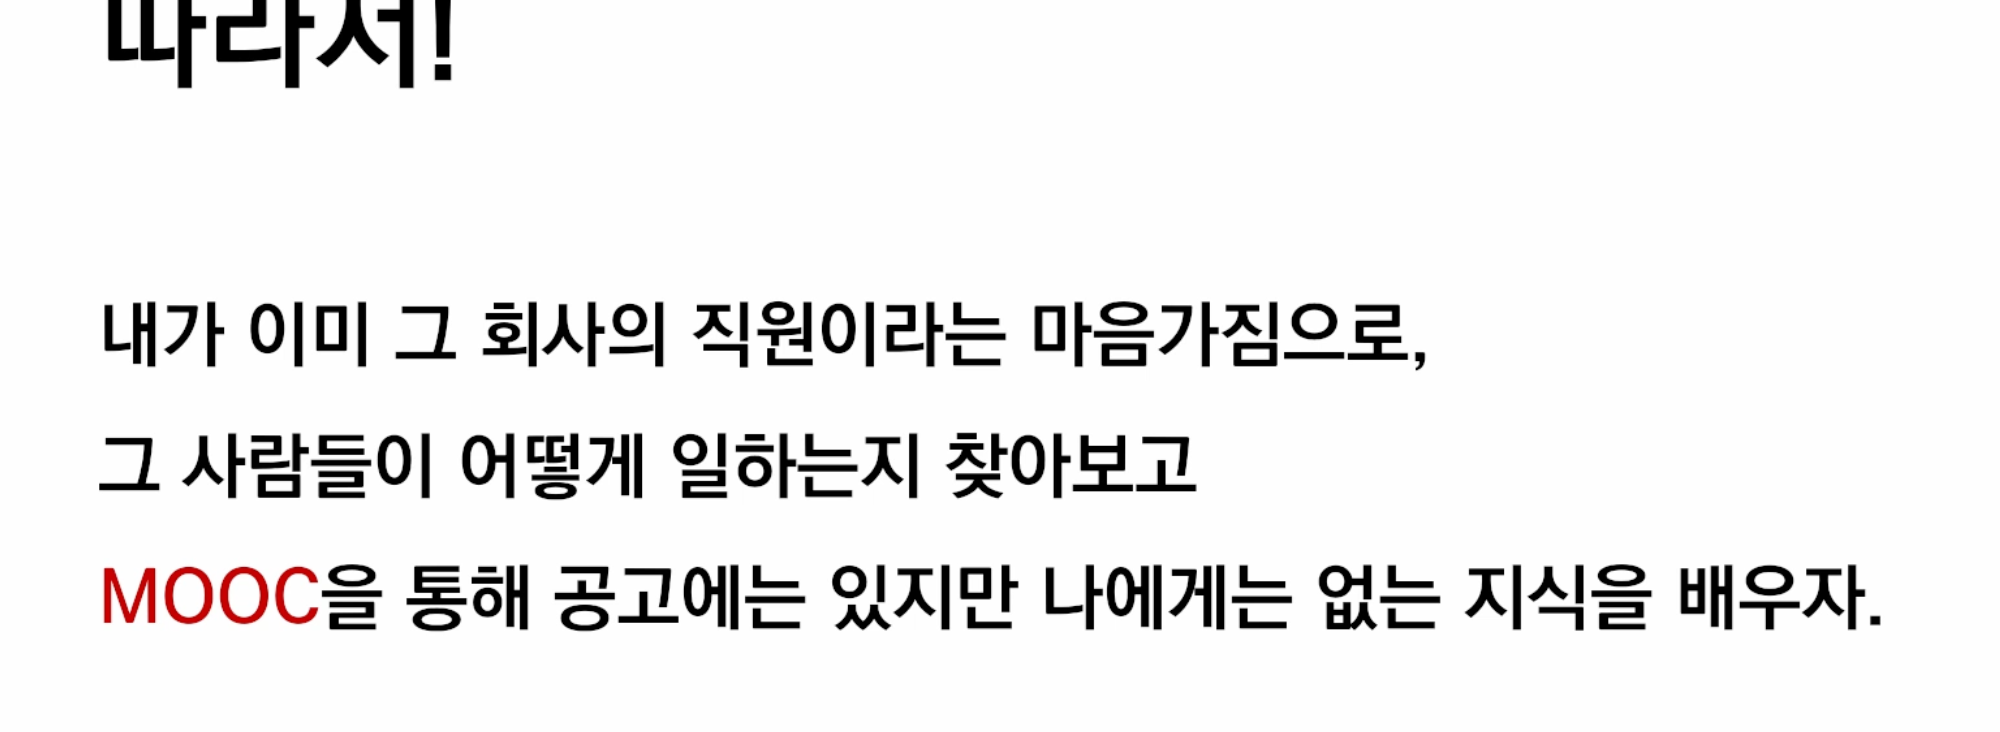 따라서!
내가 이미 그 회사의 직원이라는 마음가짐으로,
그 사람들이 어떻게 일하는지 찾아보고
MOOC을 통해 공고에는 있지만 나에게는 없는 지식을 배우자.